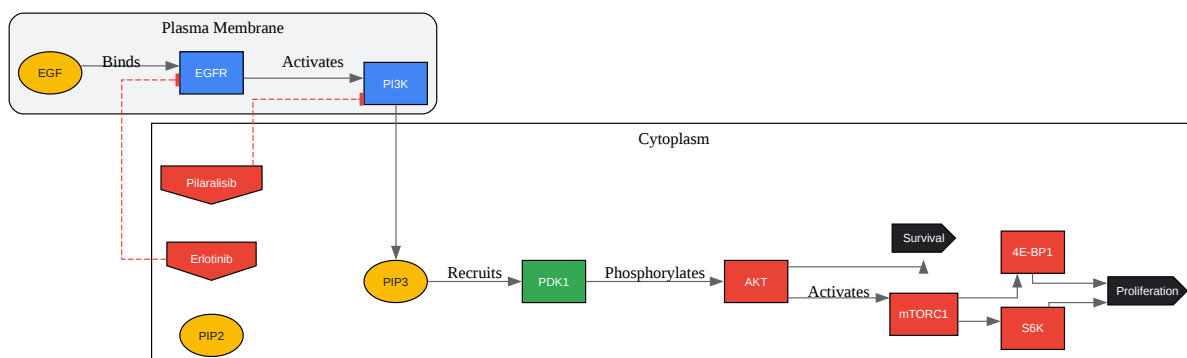 Plasma Membrane
EGF
Binds
EGFR
Activates
PI3K
Cytoplasm
Pilaralisib
Erlotinib
PIP3
Recruits
PDK1
Phosphorylates
AKT
Survival
Activates
mTORC1
4E-BP1
S6K
Proliferation
PIP2